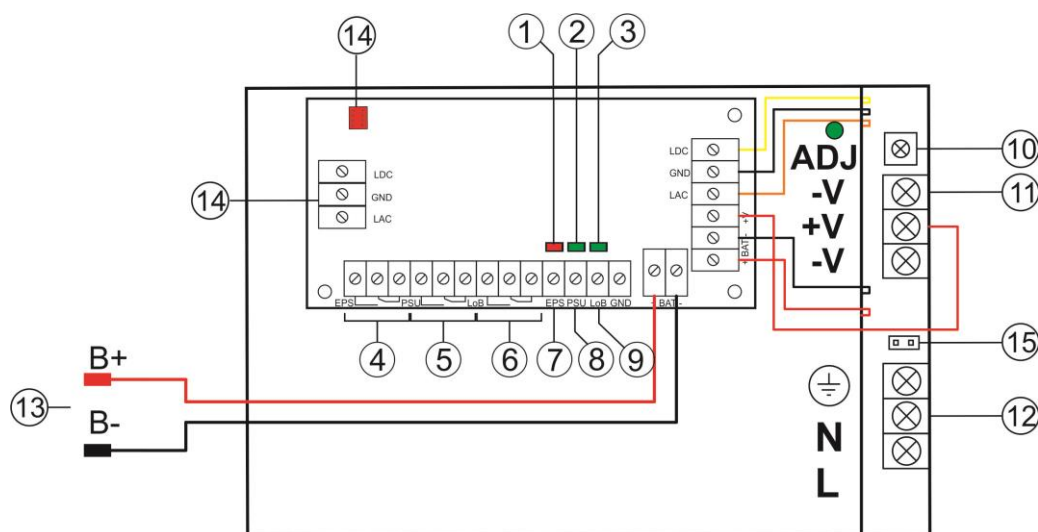 14
1
2
3
LDC
GND
LAC
14
LDC
GND
LAC
+V
- BAT +
ADJ
-V
+V
-V
10
11
EPS
PSU
LoB
EPS PSU LoB GND
+ BAT -
4
5
6
7
8
9
15
B+
13
B-
12
N
L